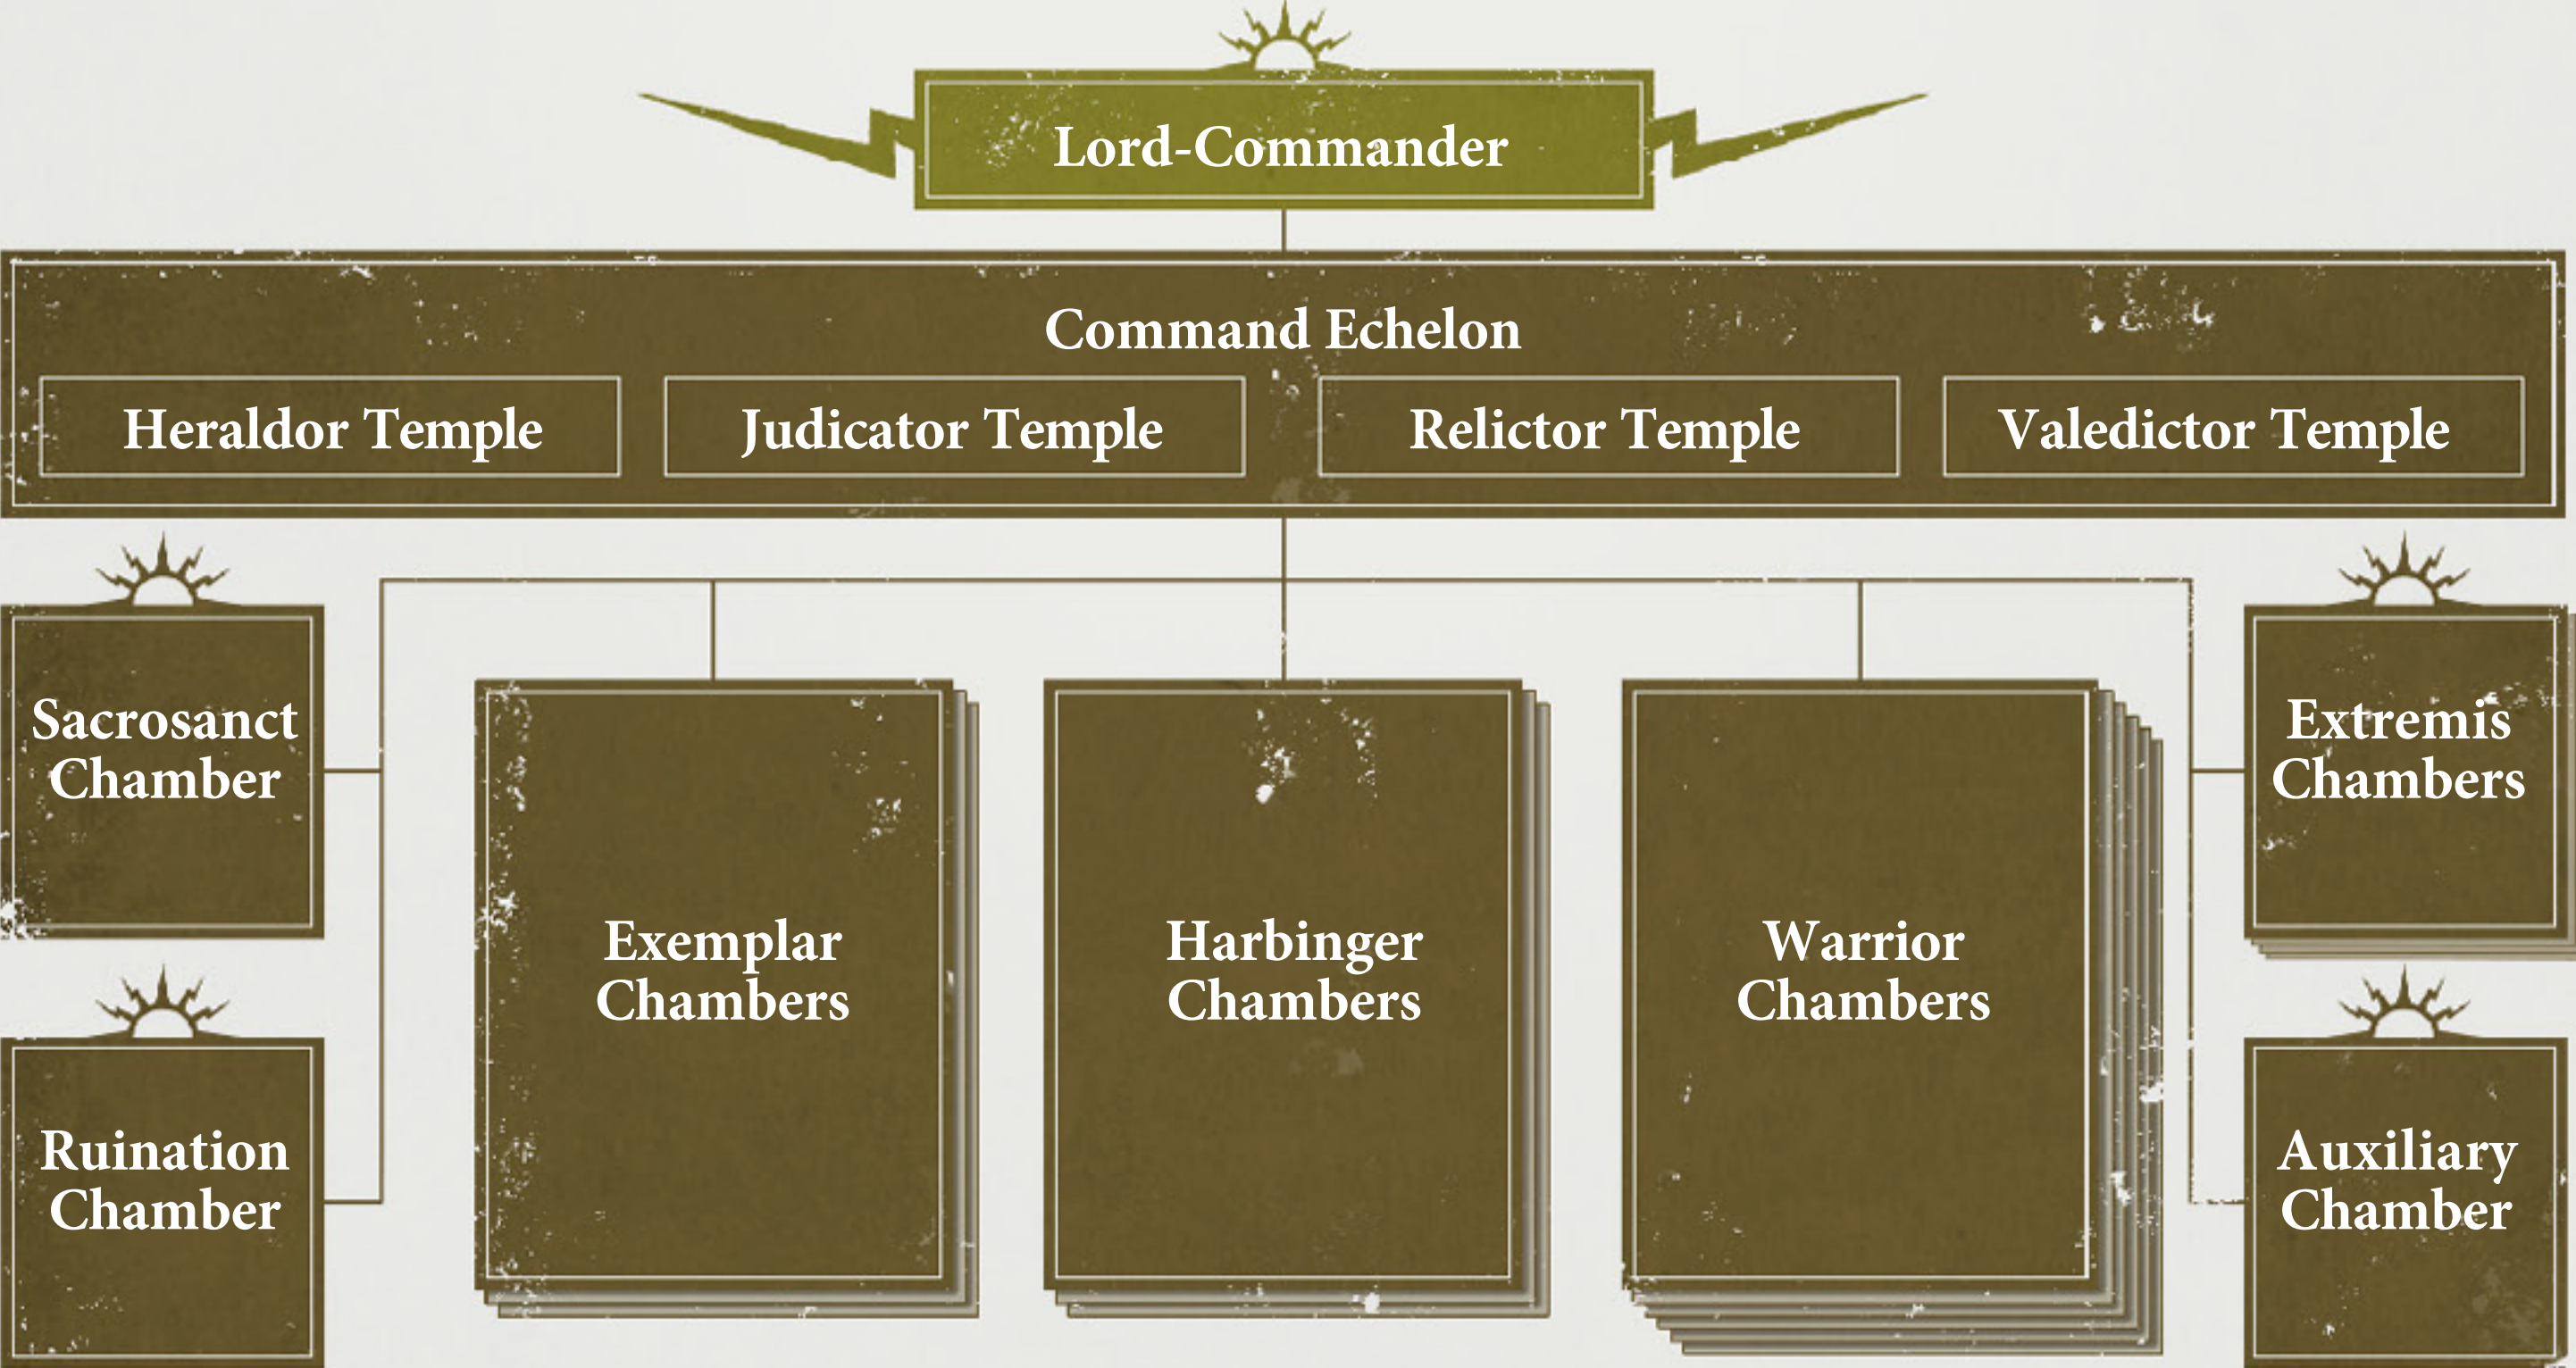 Lord-Commander
Command Echelon
Heraldor Temple
Judicator Temple
Relictor Temple
Valedictor Temple
Sacrosanct
Chamber
Ruination
Chamber
Exemplar
Chambers
Harbinger
Chambers
Warrior
Chambers
Extremis
Chambers
Auxiliary
Chamber